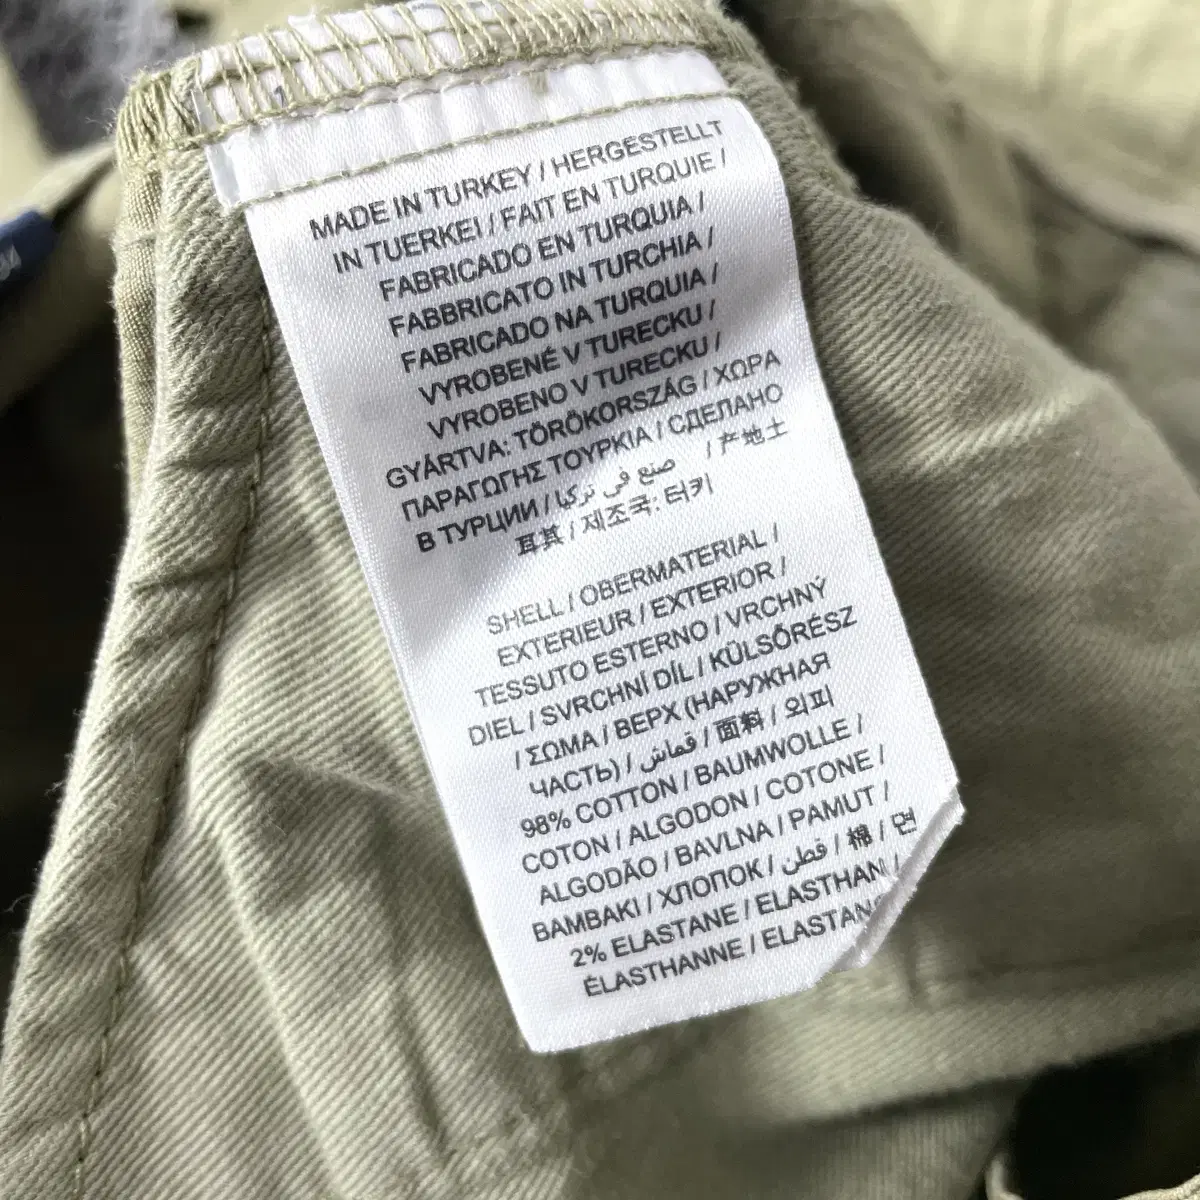 MADE IN TURKEY / HERGESTELLT
IN TUERKEI / FAIT EN TURQUIE /
FABRICADO EN TURQUIA /
FABBRICATO IN TURCHIA /
FABRICADO NA TURQUIA /
VYROBENÉ V TURECKU /
VYROBENO V TURECKU /
GYÁRTVA: TÖRÖKORSZÁG / ΧΩΡΑ
ΠΑΡΑΓΩΓΗΣ ΤΟΥΡΚΙΑ / СДЕЛАНО
В ТУРЦИИ / صنع في تركيا / 产地土
耳其 / 제조국: 터키
SHELL / OBERMATERIAL /
EXTERIEUR / EXTERIOR /
TESSUTO ESTERNO / VRCHNÝ
DIEL / SVRCHNÍ DÍL / KÜLSŐRÉSZ
/ ΣΩΜΑ / ВЕРХ (НАРУЖНАЯ
ЧАСТЬ) / قماش / 面料 / 외피
98% COTTON / BAUMWOLLE /
COTON / ALGODON / COTONE /
ALGODÃO / BAVLNA / PAMUT /
ΒΑΜΒΑΚΙ / ХЛОПОК / قطن / 棉 / 면
2% ELASTANE / ELASTHAN /
ÉLASTHANNE / ELASTAN